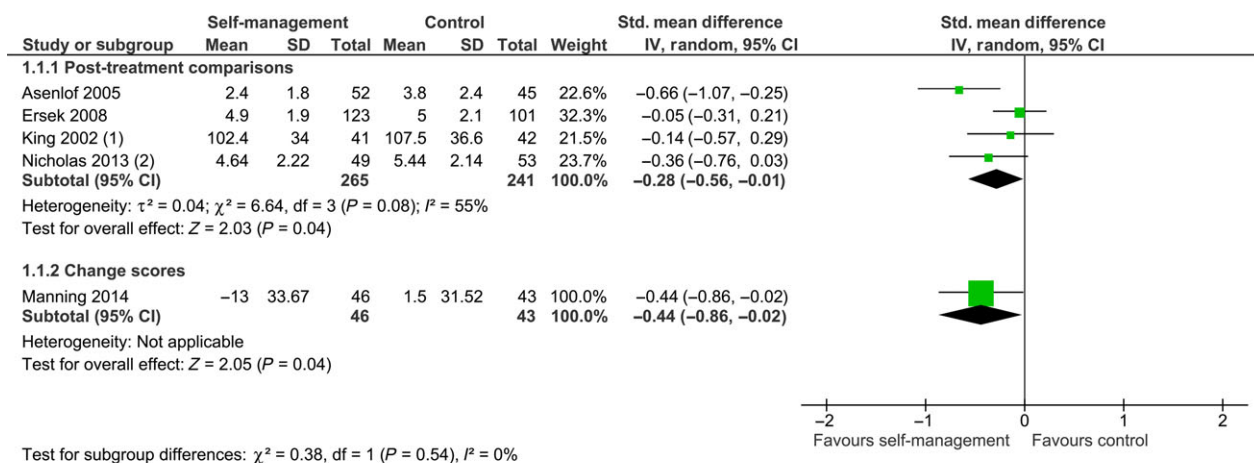 Self-management Control Std. mean difference Std. mean difference
Study or subgroup Mean SD Total Mean SD Total Weight IV, random, 95% CI IV, random, 95% CI
1.1.1 Post-treatment comparisons
Asenlof 2005 2.4 1.8 52 3.8 2.4 45 22.6% −0.66 (−1.07, −0.25)
Ersek 2008 4.9 1.9 123 5 2.1 101 32.3% −0.05 (−0.31, 0.21)
King 2002 (1) 102.4 34 41 107.5 36.6 42 21.5% −0.14 (−0.57, 0.29)
Nicholas 2013 (2) 4.64 2.22 49 5.44 2.14 53 23.7% −0.36 (−0.76, 0.03)
Subtotal (95% CI) 265 241 100.0% −0.28 (−0.56, −0.01)
Heterogeneity: τ² = 0.04; χ² = 6.64, df = 3 (P = 0.08); I² = 55%
Test for overall effect: Z = 2.03 (P = 0.04)
1.1.2 Change scores
Manning 2014 −13 33.67 46 1.5 31.52 43 100.0% −0.44 (−0.86, −0.02)
Subtotal (95% CI) 46 43 100.0% −0.44 (−0.86, −0.02)
Heterogeneity: Not applicable
Test for overall effect: Z = 2.05 (P = 0.04)
−2 −1 0 1 2
Favours self-management Favours control
Test for subgroup differences: χ² = 0.38, df = 1 (P = 0.54), I² = 0%